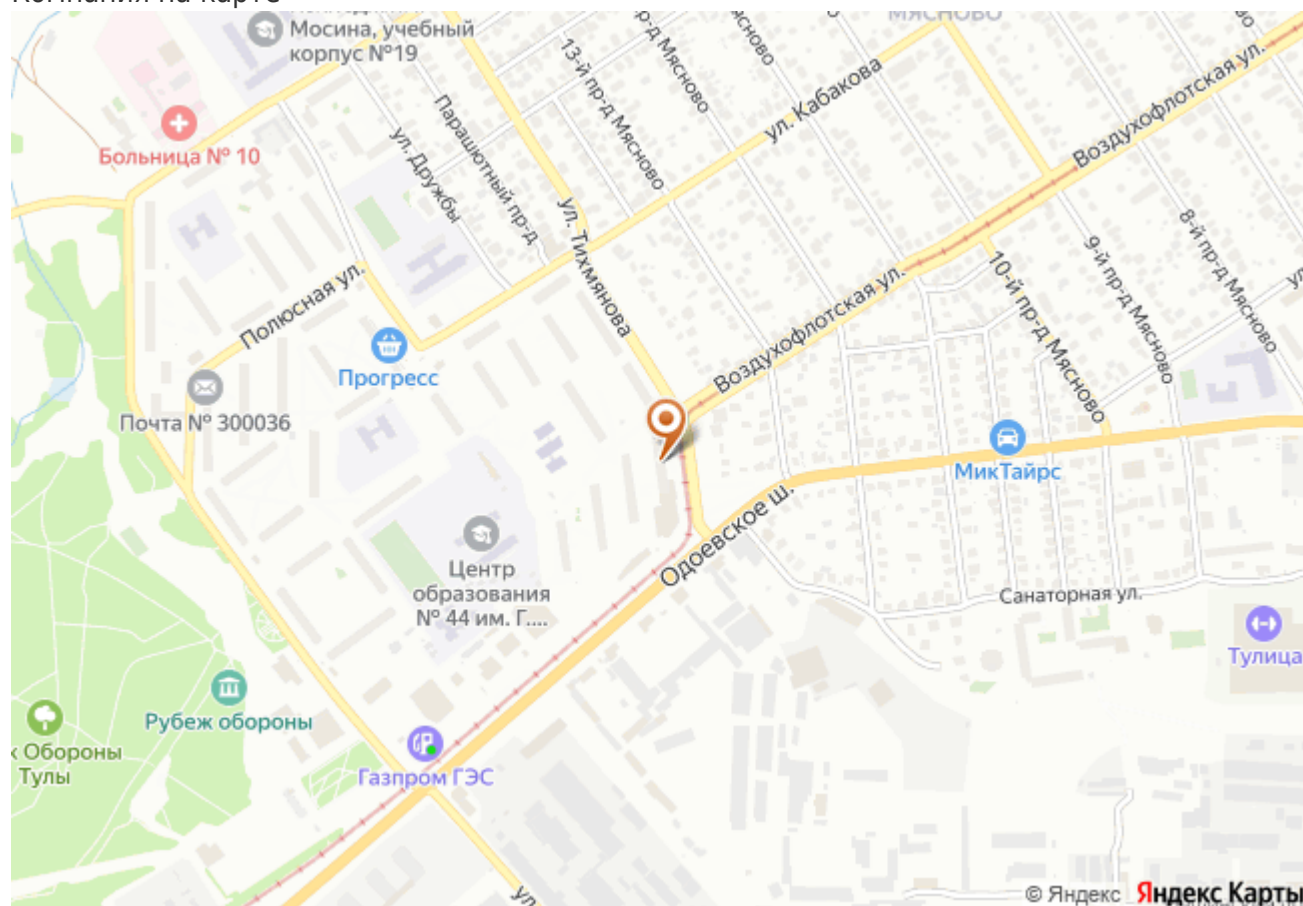 Мосина, учебный
корпус №19
МЯСНОВО
Больница № 10
ул. Дружбы
Парашютный пр-д
13-й пр-д Мясново
пр-д Мясново
Мясново
ул. Кабакова
Воздухофлотская ул.
ул. Тихмянова
Полюсная ул.
Прогресс
Почта № 300036
Воздухофлотская ул.
10-й пр-д Мясново
9-й пр-д Мясново
8-й пр-д Мясново
МикТайрс
Одоевское ш.
Центр
образования
№ 44 им. Г....
Санаторная ул.
Тулица
Рубеж обороны
Обороны
Тулы
Газпром ГЭС
ул.
© Яндекс Яндекс Карты